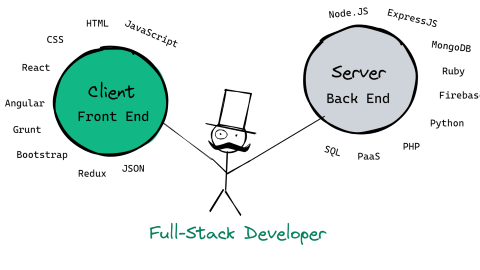 HTML
JavaScript
CSS
React
Angular
Grunt
Bootstrap
Redux
JSON
Client
Front End
Node.JS
ExpressJS
MongoDB
Ruby
Firebase
Python
PHP
PaaS
SQL
Server
Back End
Full-Stack Developer